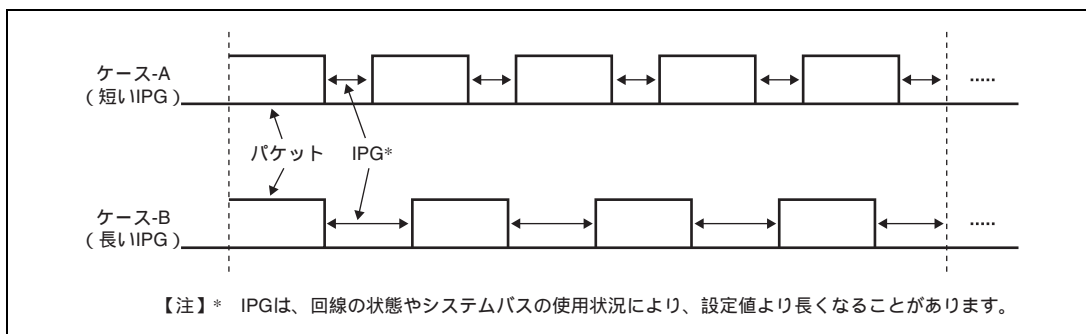 ケース-A
（短いIPG）
.....
パケット IPG*
ケース-B
（長いIPG）
.....
【注】* IPGは、回線の状態やシステムバスの使用状況により、設定値より長くなることがあります。